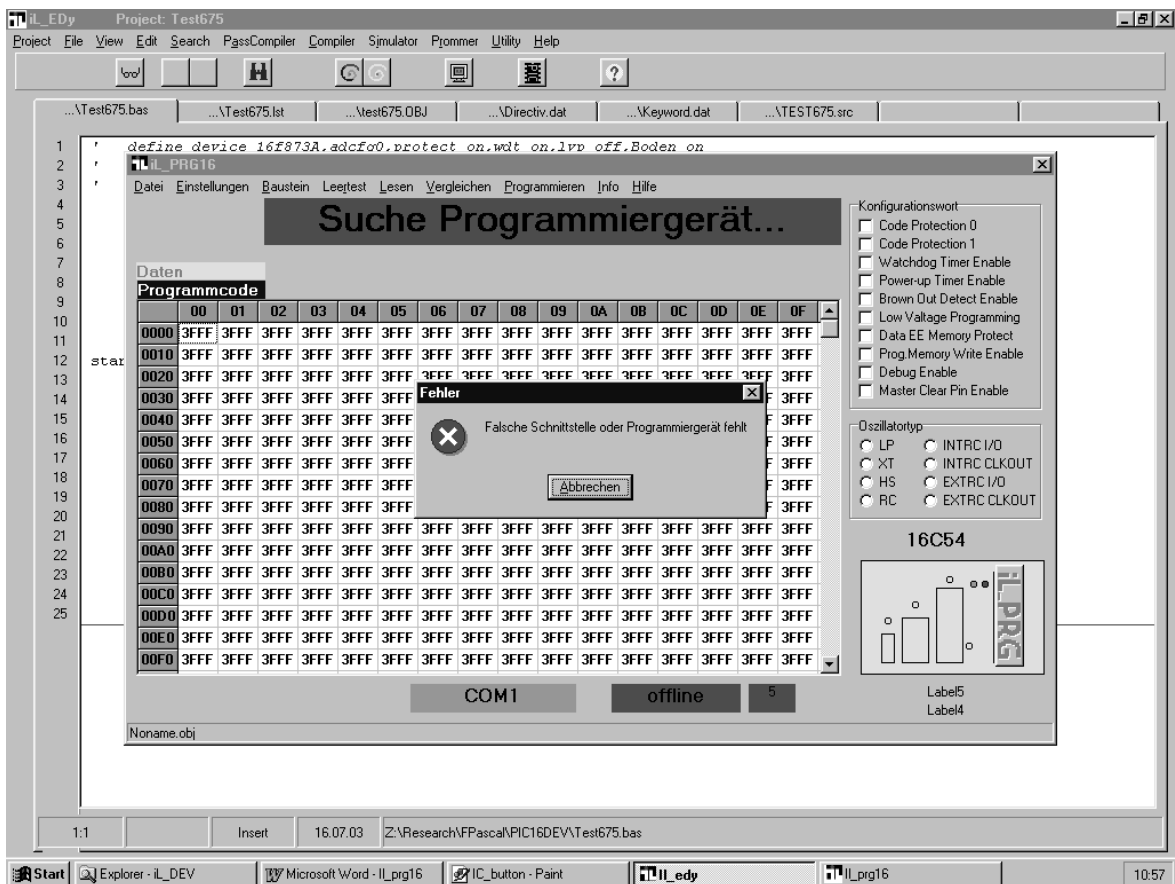 iL_EDy Project: Test675
Project File View Edit Search PassCompiler Compiler Simulator Prommer Utility Help
...\Test675.bas ...\Test675.lst ...\test675.OBJ ...\Directiv.dat ...\Keyword.dat ...\TEST675.src
1 ' define device 16f873A,adcfg0,protect on,wdt on,lvp off,Boden on
2 '
3 '
4
5
6
7
8
9
10
11
12 star
13
14
15
16
17
18
19
20
21
22
23
24
25
iL_PRG16
Datei Einstellungen Baustein Leertest Lesen Vergleichen Programmieren Info Hilfe
Suche Programmiergerät...
Daten
Programmcode
00 01 02 03 04 05 06 07 08 09 0A 0B 0C 0D 0E 0F
0000 3FFF 3FFF 3FFF 3FFF 3FFF 3FFF 3FFF 3FFF 3FFF 3FFF 3FFF 3FFF 3FFF 3FFF 3FFF 3FFF
0010 3FFF 3FFF 3FFF 3FFF 3FFF 3FFF 3FFF 3FFF 3FFF 3FFF 3FFF 3FFF 3FFF 3FFF 3FFF 3FFF
0020 3FFF 3FFF 3FFF 3FFF 3FFF 3FFF 3FFF 3FFF 3FFF 3FFF 3FFF 3FFF 3FFF 3FFF 3FFF 3FFF
0030 3FFF 3FFF 3FFF 3FFF 3FFF 3FFF F 3FFF
0040 3FFF 3FFF 3FFF 3FFF 3FFF 3FFF F 3FFF
0050 3FFF 3FFF 3FFF 3FFF 3FFF 3FFF F 3FFF
0060 3FFF 3FFF 3FFF 3FFF 3FFF 3FFF F 3FFF
0070 3FFF 3FFF 3FFF 3FFF 3FFF 3FFF F 3FFF
0080 3FFF 3FFF 3FFF 3FFF 3FFF 3FFF F 3FFF
0090 3FFF 3FFF 3FFF 3FFF 3FFF 3FFF 3FFF 3FFF 3FFF 3FFF 3FFF 3FFF 3FFF 3FFF 3FFF 3FFF
00A0 3FFF 3FFF 3FFF 3FFF 3FFF 3FFF 3FFF 3FFF 3FFF 3FFF 3FFF 3FFF 3FFF 3FFF 3FFF 3FFF
00B0 3FFF 3FFF 3FFF 3FFF 3FFF 3FFF 3FFF 3FFF 3FFF 3FFF 3FFF 3FFF 3FFF 3FFF 3FFF 3FFF
00C0 3FFF 3FFF 3FFF 3FFF 3FFF 3FFF 3FFF 3FFF 3FFF 3FFF 3FFF 3FFF 3FFF 3FFF 3FFF 3FFF
00D0 3FFF 3FFF 3FFF 3FFF 3FFF 3FFF 3FFF 3FFF 3FFF 3FFF 3FFF 3FFF 3FFF 3FFF 3FFF 3FFF
00E0 3FFF 3FFF 3FFF 3FFF 3FFF 3FFF 3FFF 3FFF 3FFF 3FFF 3FFF 3FFF 3FFF 3FFF 3FFF 3FFF
00F0 3FFF 3FFF 3FFF 3FFF 3FFF 3FFF 3FFF 3FFF 3FFF 3FFF 3FFF 3FFF 3FFF 3FFF 3FFF 3FFF
Fehler
Falsche Schnittstelle oder Programmiergerät fehlt
Abbrechen
Konfigurationswort
Code Protection 0
Code Protection 1
Watchdog Timer Enable
Power-up Timer Enable
Brown Out Detect Enable
Low Valtage Programming
Data EE Memory Protect
Prog.Memory Write Enable
Debug Enable
Master Clear Pin Enable
Oszillatortyp
LP INTRC I/O
XT INTRC CLKOUT
HS EXTRC I/O
RC EXTRC CLKOUT
16C54
iL_PRG
COM1 offline 5
Label5
Label4
Noname.obj
1:1 Insert 16.07.03 Z:\Research\FPascal\PIC16DEV\Test675.bas
Start Explorer - iL_DEV Microsoft Word - Il_prg16 IC_button - Paint Il_edy Il_prg16 10:57